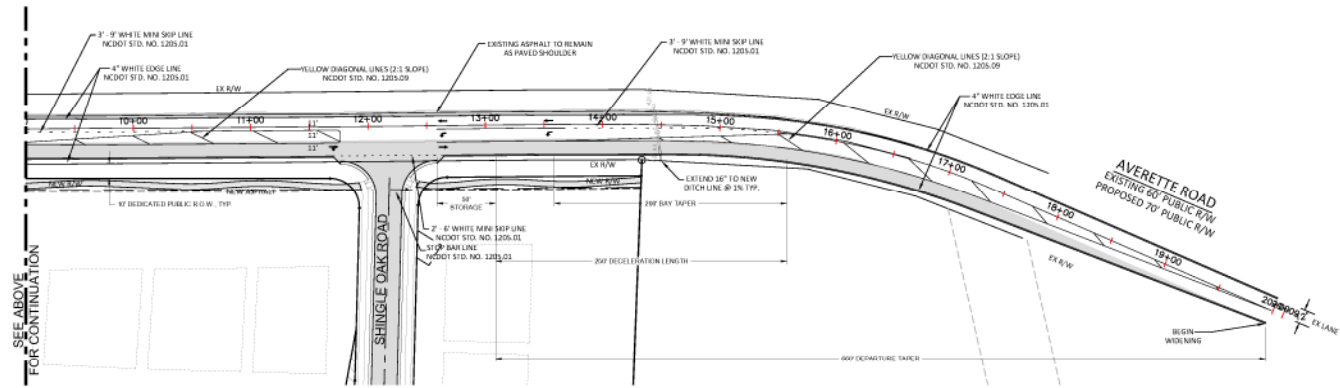 3' - 9' WHITE MINI SKIP LINE
NCDOT STD. NO. 1205.01
4" WHITE EDGE LINE
NCDOT STD. NO. 1205.01
YELLOW DIAGONAL LINES (2:1 SLOPE)
NCDOT STD. NO. 1205.09
EXISTING ASPHALT TO REMAIN
AS PAVED SHOULDER
3' - 9' WHITE MINI SKIP LINE
NCDOT STD. NO. 1205.01
YELLOW DIAGONAL LINES (2:1 SLOPE)
NCDOT STD. NO. 1205.09
4" WHITE EDGE LINE
NCDOT STD. NO. 1205.01
EX R/W
EX R/W
EX R/W
10+00
11+00
12+00
13+00
14+00
15+00
16+00
17+00
18+00
19+00
11'
11'
11'
AVERETTE ROAD
EXISTING 60' PUBLIC R/W
PROPOSED 70' PUBLIC R/W
NEW R/W
NEW ASPHALT
EX R/W
NEW R/W
EXTEND 16" TO NEW
DITCH LINE @ 1% TYP.
10' DEDICATED PUBLIC R.O.W., TYP.
50'
STORAGE
200' BAY TAPER
2' - 6' WHITE MINI SKIP LINE
NCDOT STD. NO. 1205.01
STOP BAR LINE
NCDOT STD. NO. 1205.01
250' DECELERATION LENGTH
EX R/W
SHINGLE OAK ROAD
SEE ABOVE
FOR CONTINUATION
EX LANE
BEGIN
WIDENING
660' DEPARTURE TAPER